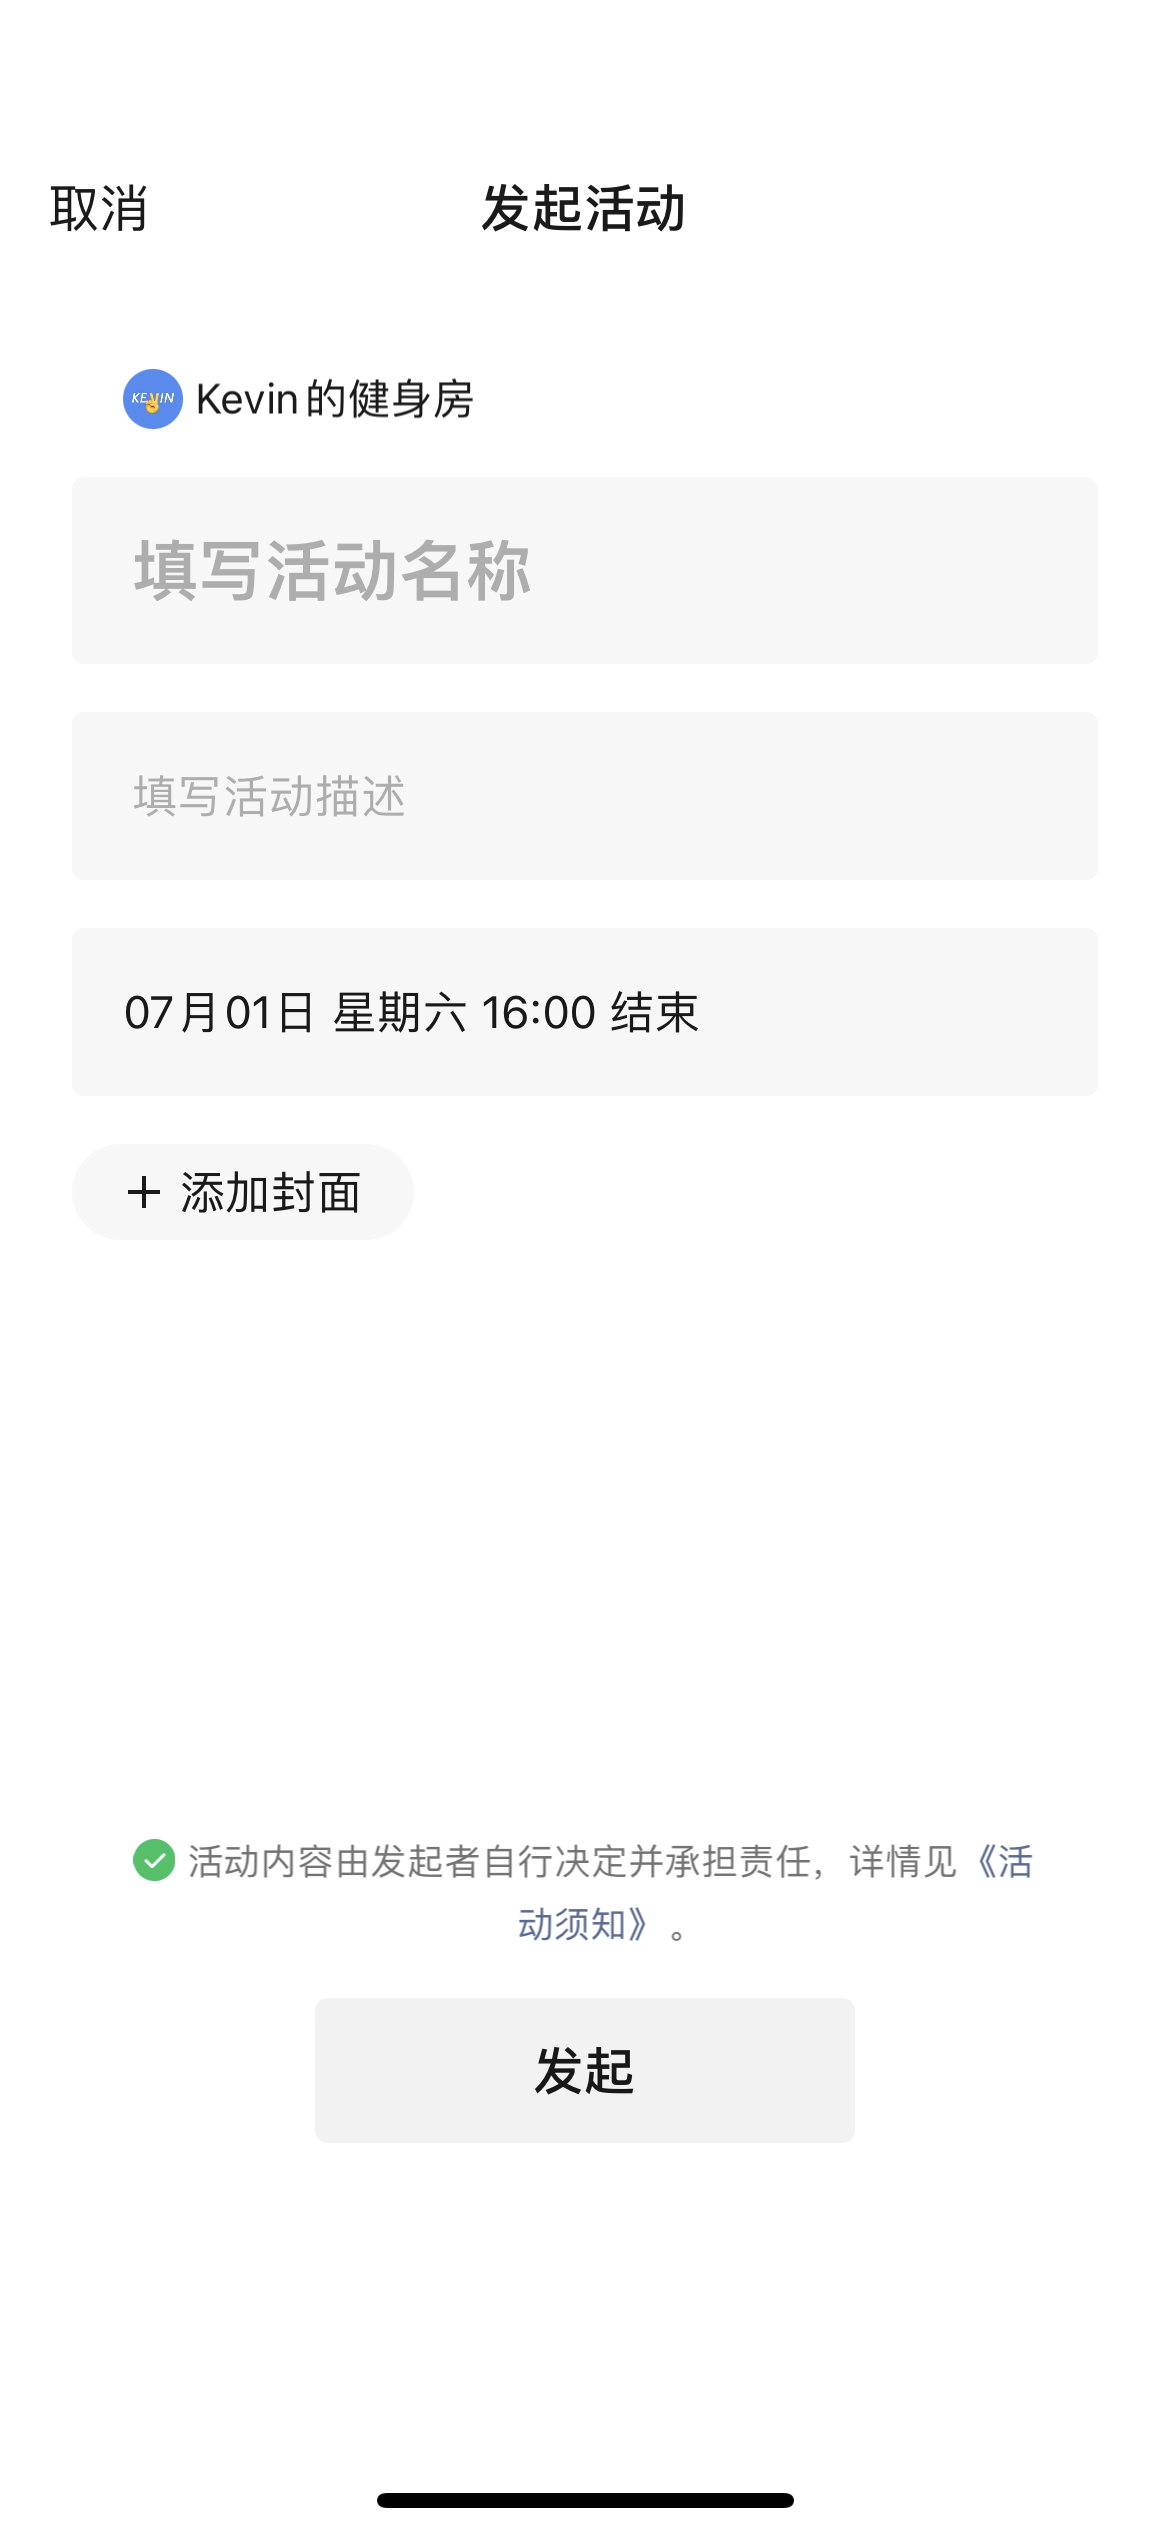 取消
发起活动
KEVIN
Kevin的健身房
填写活动名称
填写活动描述
07月01日 星期六 16:00 结束
添加封面
活动内容由发起者自行决定并承担责任，详情见《活
动须知》。
发起